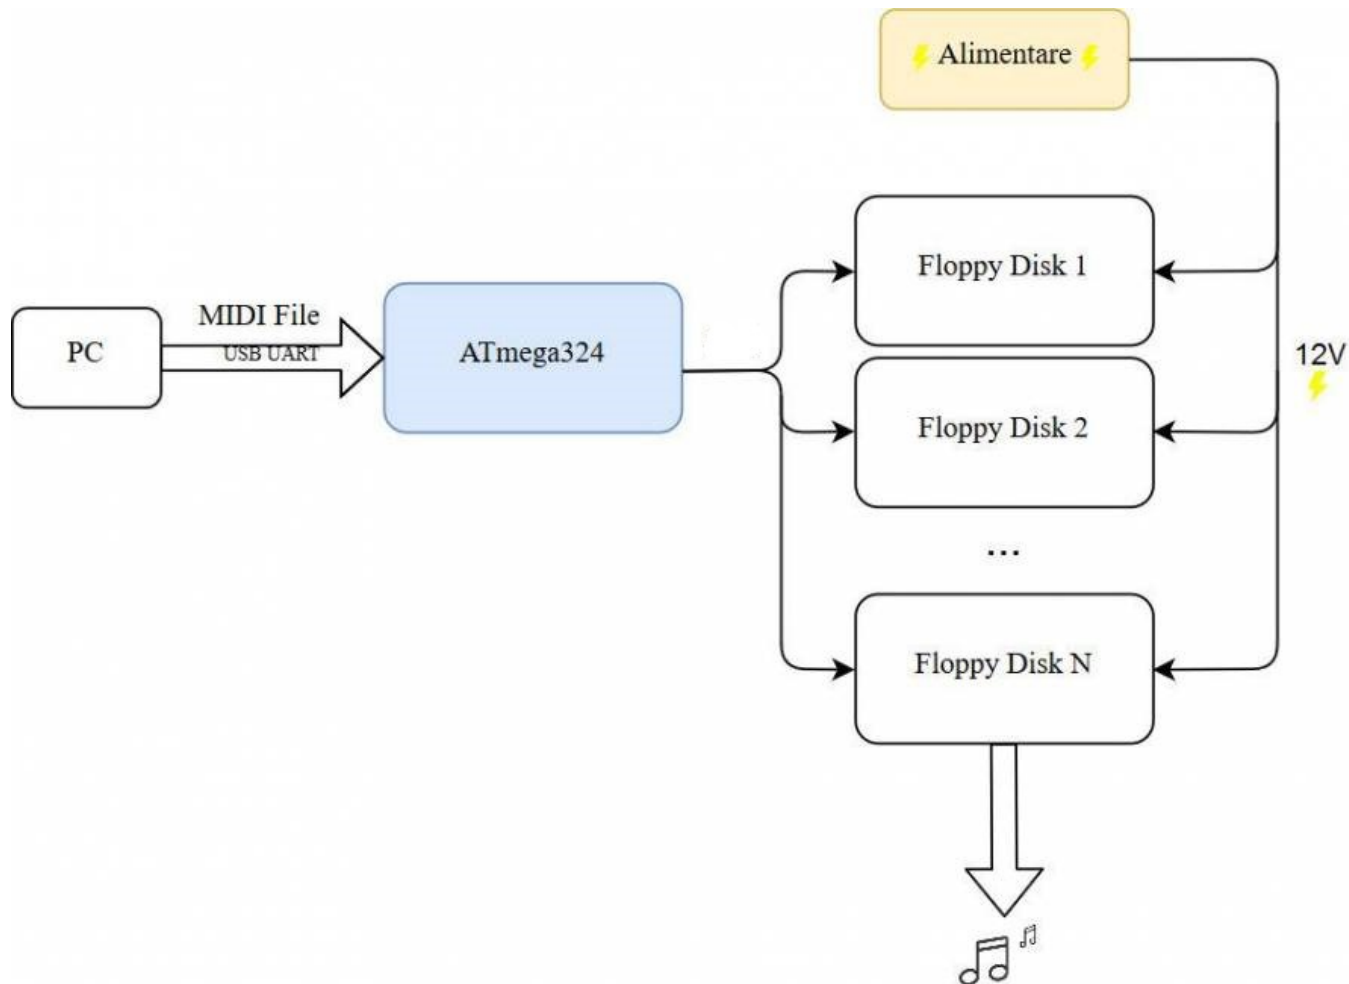 Alimentare
Floppy Disk 1
MIDI File
PC
USB UART
ATmega324
12V
Floppy Disk 2
...
Floppy Disk N